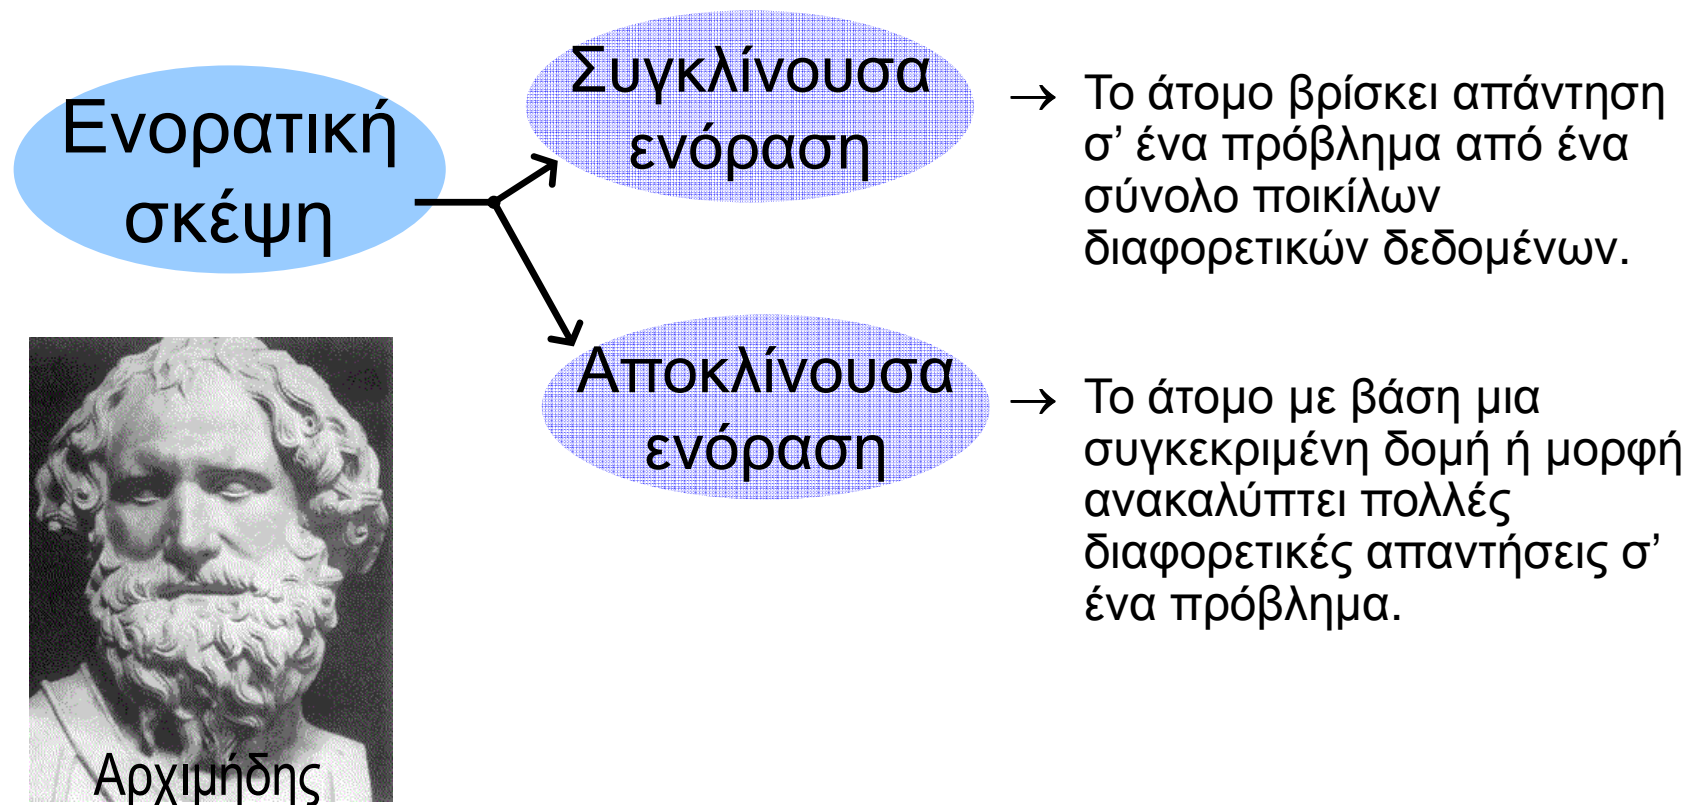 Ενορατική
σκέψη
Συγκλίνουσα
ενόραση
→ Το άτομο βρίσκει απάντηση
σ’ ένα πρόβλημα από ένα
σύνολο ποικίλων
διαφορετικών δεδομένων.
Αποκλίνουσα
ενόραση
→ Το άτομο με βάση μια
συγκεκριμένη δομή ή μορφή
ανακαλύπτει πολλές
διαφορετικές απαντήσεις σ’
ένα πρόβλημα.
Αρχιμήδης